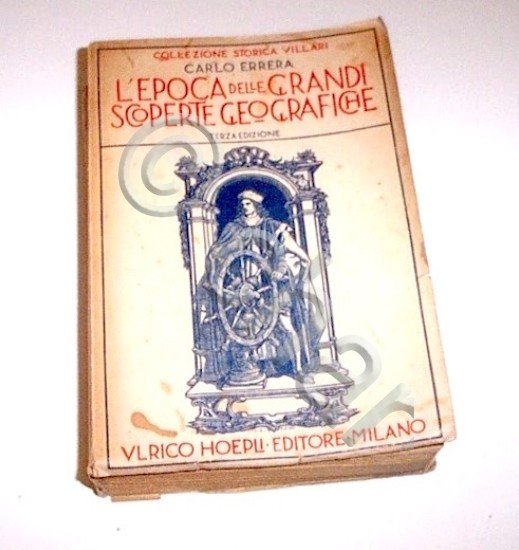 COLLEZIONE STORICA VILLARI
CARLO ERRERA
L'EPOCA DELLE GRANDI
SCOPERTE GEOGRAFICHE
TERZA EDIZIONE
VLRICO HOEPLI·EDITORE MILANO